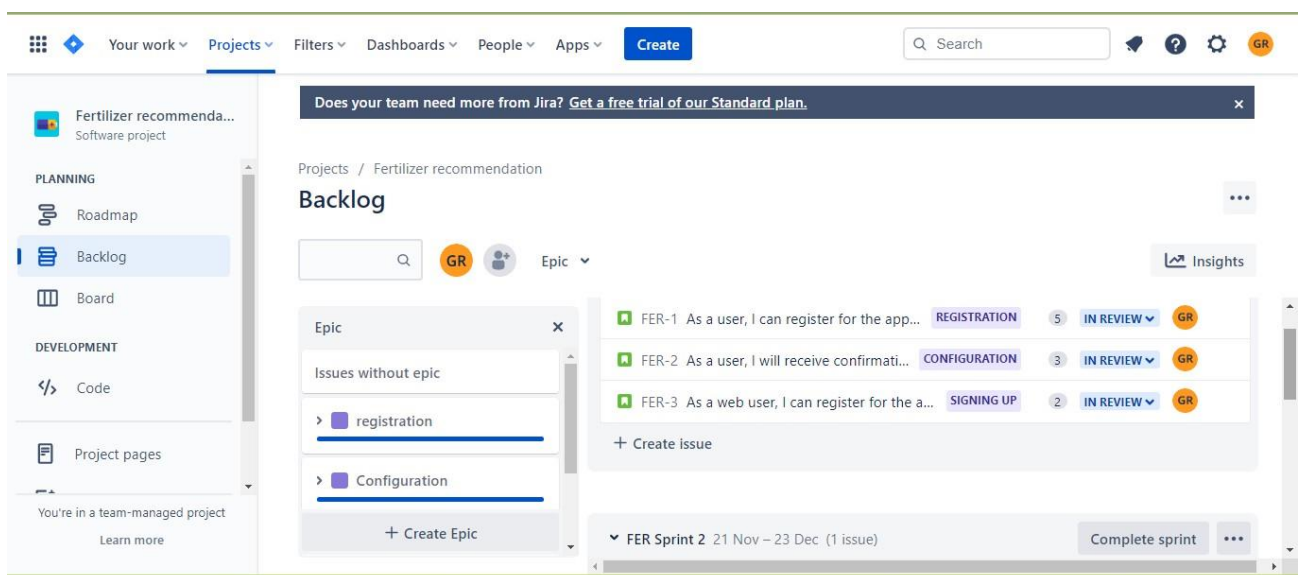 Your work Projects Filters Dashboards People Apps Create Search GR
Does your team need more from Jira? Get a free trial of our Standard plan.
Fertilizer recommenda...
Software project
PLANNING
Roadmap
Backlog
Board
DEVELOPMENT
Code
Project pages
You're in a team-managed project
Learn more
Projects / Fertilizer recommendation
Backlog
GR Epic Insights
Epic
Issues without epic
registration
Configuration
+ Create Epic
FER-1 As a user, I can register for the app... REGISTRATION 5 IN REVIEW GR
FER-2 As a user, I will receive confirmati... CONFIGURATION 3 IN REVIEW GR
FER-3 As a web user, I can register for the a... SIGNING UP 2 IN REVIEW GR
+ Create issue
FER Sprint 2 21 Nov – 23 Dec (1 issue) Complete sprint